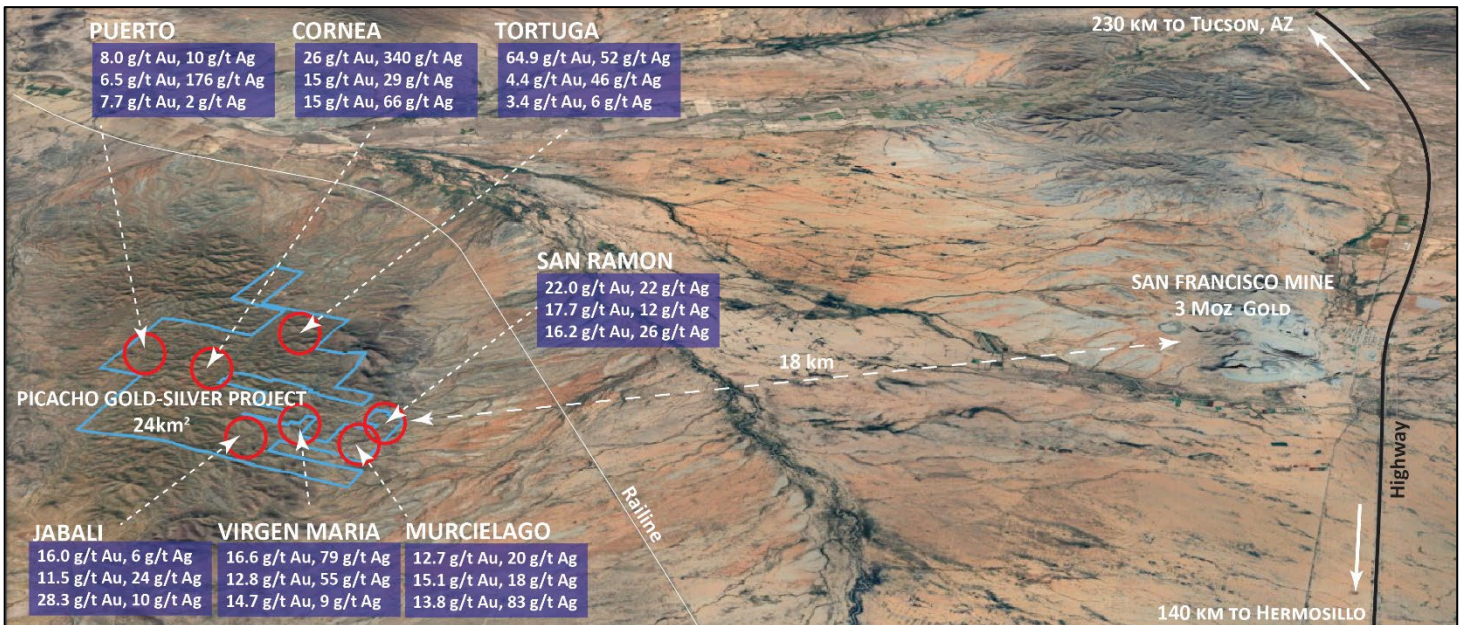 PUERTO
8.0 g/t Au, 10 g/t Ag
6.5 g/t Au, 176 g/t Ag
7.7 g/t Au, 2 g/t Ag
CORNEA
26 g/t Au, 340 g/t Ag
15 g/t Au, 29 g/t Ag
15 g/t Au, 66 g/t Ag
TORTUGA
64.9 g/t Au, 52 g/t Ag
4.4 g/t Au, 46 g/t Ag
3.4 g/t Au, 6 g/t Ag
230 KM TO TUCSON, AZ
SAN RAMON
22.0 g/t Au, 22 g/t Ag
17.7 g/t Au, 12 g/t Ag
16.2 g/t Au, 26 g/t Ag
SAN FRANCISCO MINE
3 MOZ GOLD
18 km
PICACHO GOLD-SILVER PROJECT
24km²
Railine
Highway
JABALI
16.0 g/t Au, 6 g/t Ag
11.5 g/t Au, 24 g/t Ag
28.3 g/t Au, 10 g/t Ag
VIRGEN MARIA
16.6 g/t Au, 79 g/t Ag
12.8 g/t Au, 55 g/t Ag
14.7 g/t Au, 9 g/t Ag
MURCIELAGO
12.7 g/t Au, 20 g/t Ag
15.1 g/t Au, 18 g/t Ag
13.8 g/t Au, 83 g/t Ag
140 KM TO HERMOSILLO